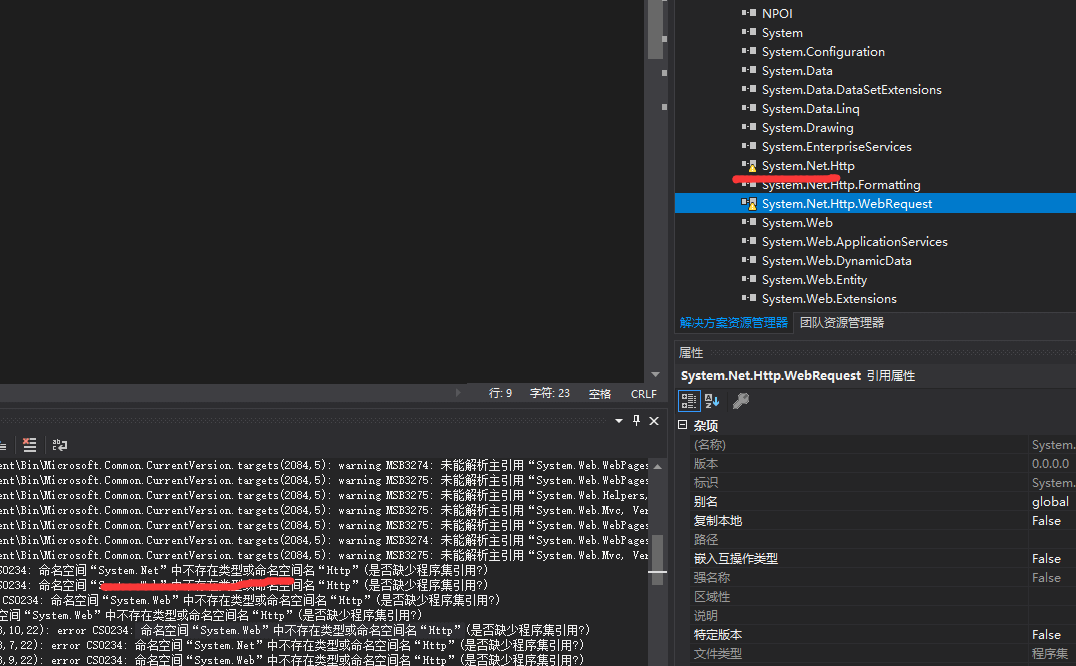 NPOI
System
System.Configuration
System.Data
System.Data.DataSetExtensions
System.Data.Linq
System.Drawing
System.EnterpriseServices
System.Net.Http
System.Net.Http.Formatting
System.Net.Http.WebRequest
System.Web
System.Web.ApplicationServices
System.Web.DynamicData
System.Web.Entity
System.Web.Extensions
解决方案资源管理器 团队资源管理器
属性
System.Net.Http.WebRequest 引用属性
杂项
(名称) System.
版本 0.0.0.0
标识 System.
别名 global
复制本地 False
路径
嵌入互操作类型 False
强名称 False
区域性
说明
特定版本 False
文件类型 程序集
行: 9 字符: 23 空格 CRLF
ent\Bin\Microsoft.Common.CurrentVersion.targets(2084,5): warning MSB3274: 未能解析主引用“System.Web.WebPages
ent\Bin\Microsoft.Common.CurrentVersion.targets(2084,5): warning MSB3275: 未能解析主引用“System.Web.WebPages
ent\Bin\Microsoft.Common.CurrentVersion.targets(2084,5): warning MSB3275: 未能解析主引用“System.Web.Helpers,
ent\Bin\Microsoft.Common.CurrentVersion.targets(2084,5): warning MSB3275: 未能解析主引用“System.Web.Mvc, Ver
ent\Bin\Microsoft.Common.CurrentVersion.targets(2084,5): warning MSB3275: 未能解析主引用“System.Web.WebPages
ent\Bin\Microsoft.Common.CurrentVersion.targets(2084,5): warning MSB3275: 未能解析主引用“System.Web.WebPages
ent\Bin\Microsoft.Common.CurrentVersion.targets(2084,5): warning MSB3275: 未能解析主引用“System.Web.Mvc, Ver
S0234: 命名空间“System.Net”中不存在类型或命名空间名“Http”(是否缺少程序集引用?)
S0234: 命名空间“System.Web”中不存在类型或命名空间名“Http”(是否缺少程序集引用?)
CS0234: 命名空间“System.Web”中不存在类型或命名空间名“Http”(是否缺少程序集引用?)
空间“System.Web”中不存在类型或命名空间名“Http”(是否缺少程序集引用?)
,10,22): error CS0234: 命名空间“System.Web”中不存在类型或命名空间名“Http”(是否缺少程序集引用?)
,7,22): error CS0234: 命名空间“System.Net”中不存在类型或命名空间名“Http”(是否缺少程序集引用?)
,9,22): error CS0234: 命名空间“System.Web”中不存在类型或命名空间名“Http”(是否缺少程序集引用?)